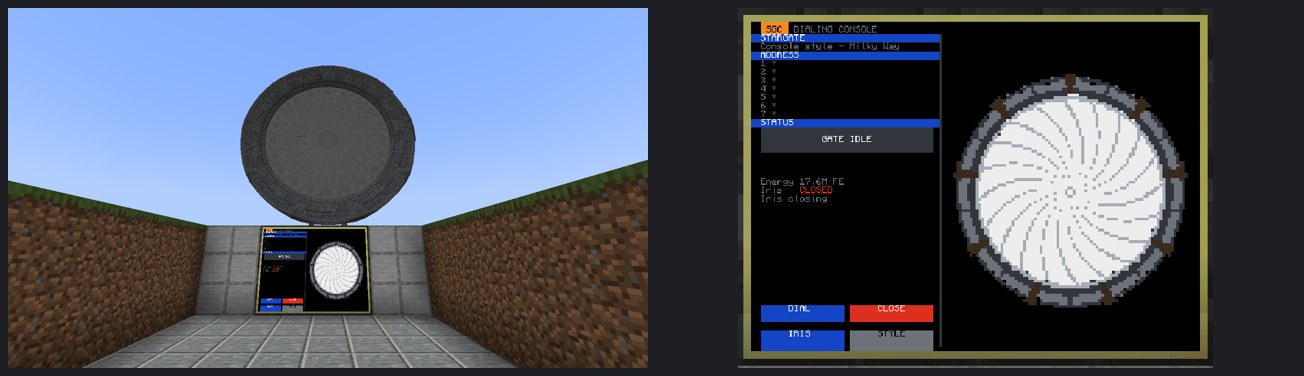 SGC DIALING CONSOLE
STARGATE
Console style - Milky Way
ADDRESS
1 *
2 *
3 *
4 *
5 *
6 *
7 *
STATUS
GATE IDLE
Energy 17.6M FE
Iris CLOSED
Iris closing
DIAL CLOSE
IRIS STYLE